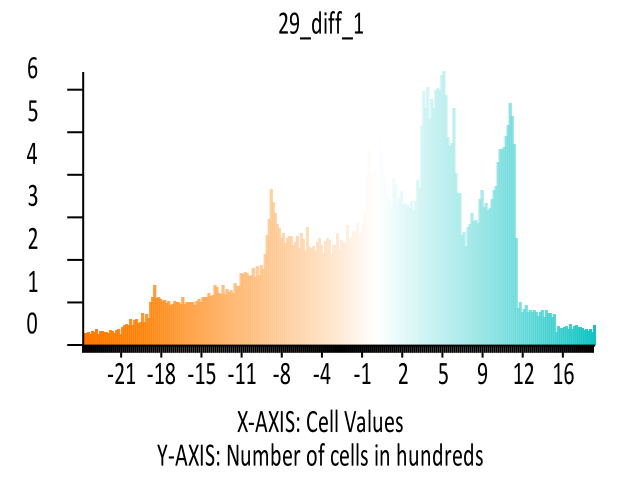 29_diff_1
6
5
4
3
2
1
0
-21 -18 -15 -11 -8 -4 -1 2 5 9 12 16
X-AXIS: Cell Values
Y-AXIS: Number of cells in hundreds